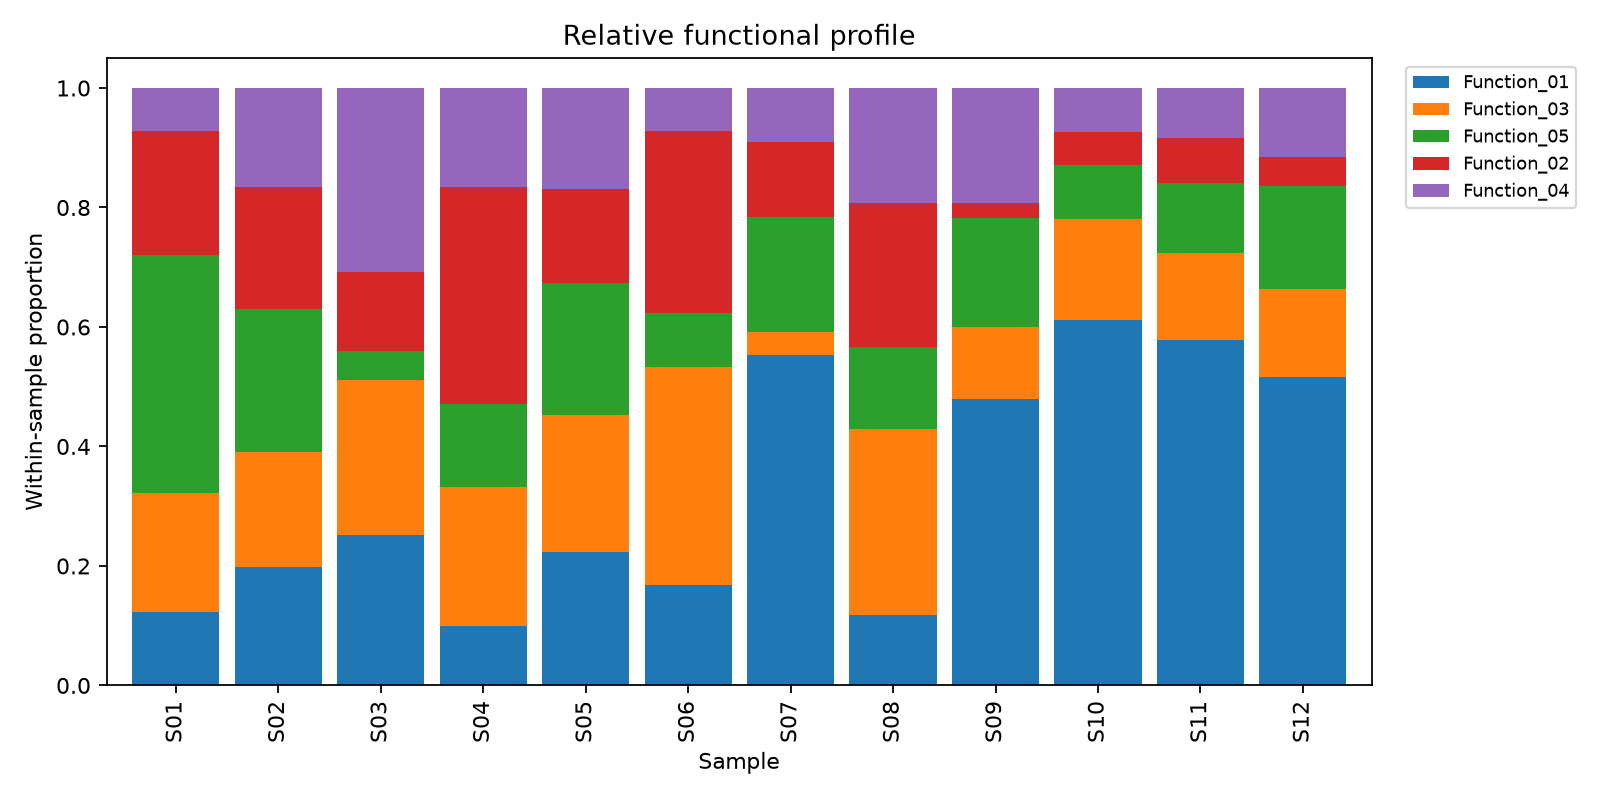 Relative functional profile
Function_01
Function_03
Function_05
Function_02
Function_04
Within-sample proportion
1.0
0.8
0.6
0.4
0.2
0.0
S01 S02 S03 S04 S05 S06 S07 S08 S09 S10 S11 S12
Sample